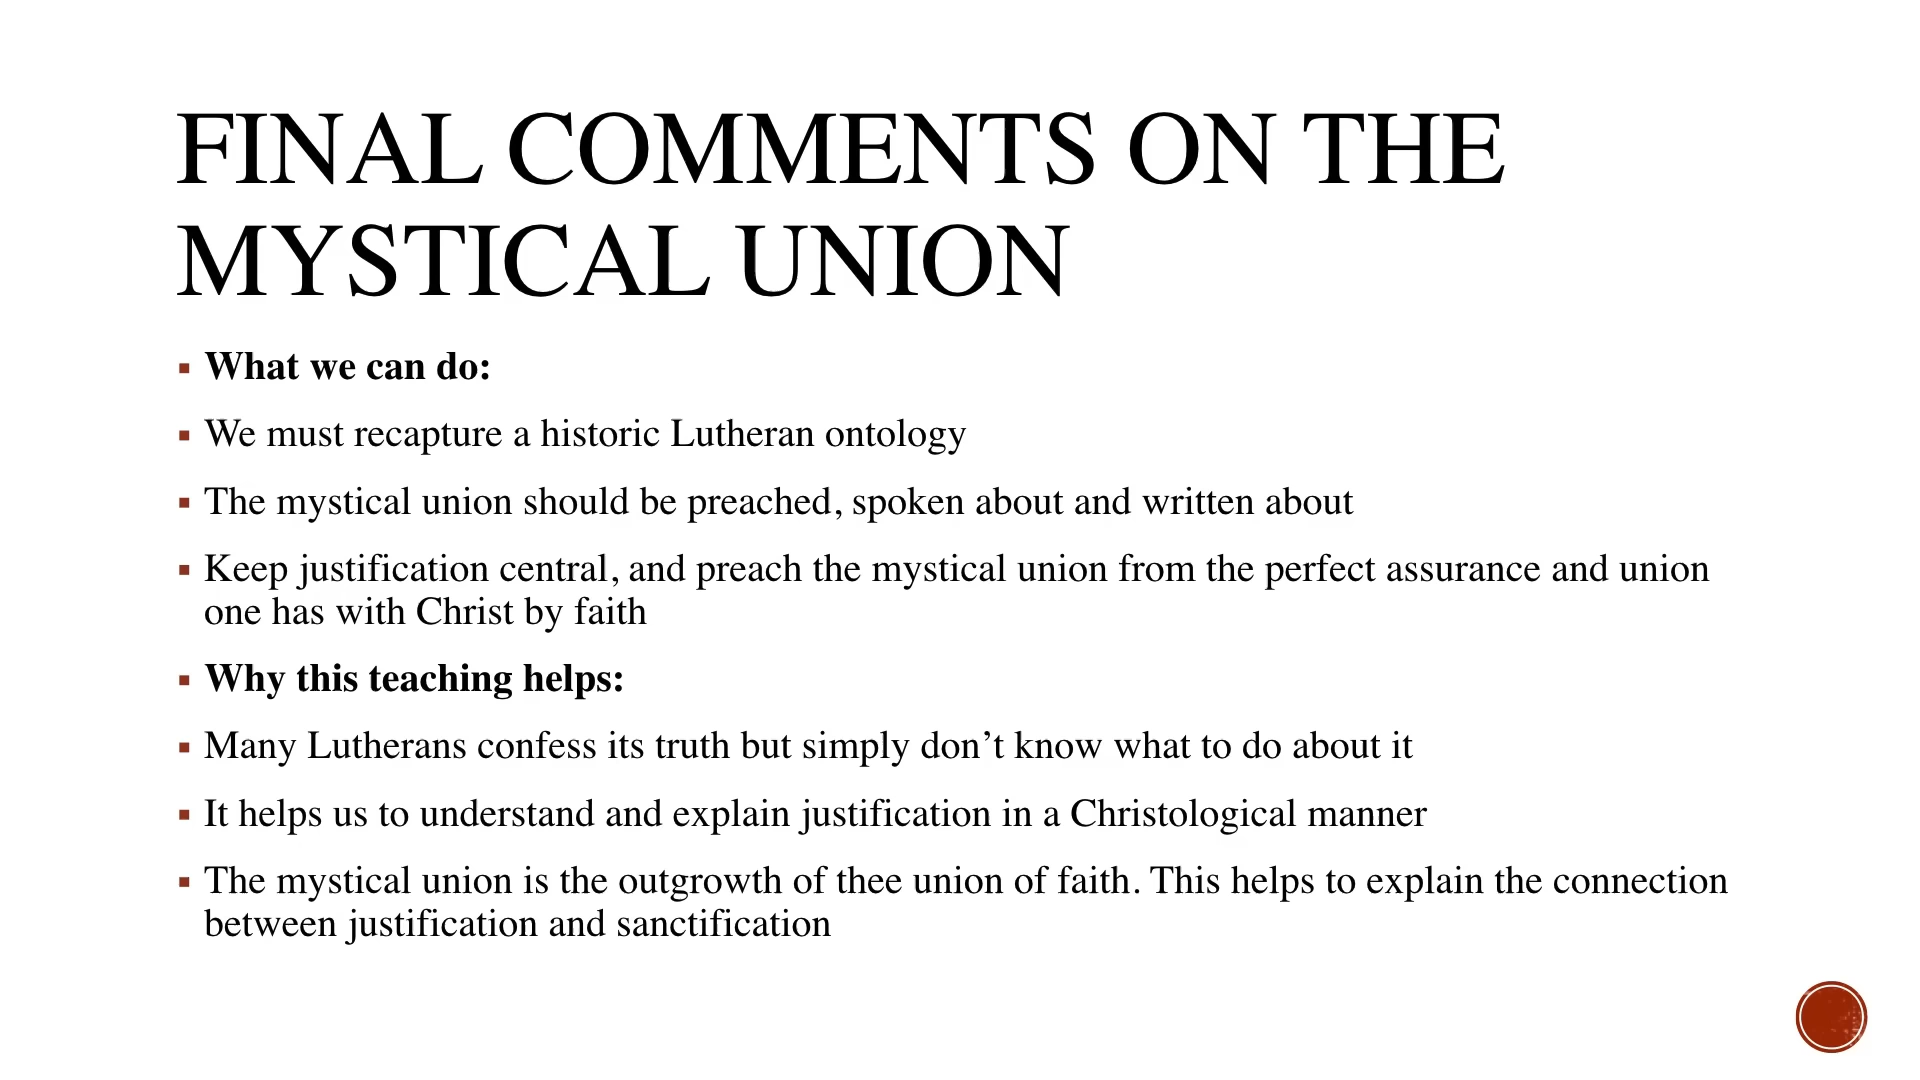 FINAL COMMENTS ON THE
MYSTICAL UNION
▪ What we can do:
▪ We must recapture a historic Lutheran ontology
▪ The mystical union should be preached, spoken about and written about
▪ Keep justification central, and preach the mystical union from the perfect assurance and union
one has with Christ by faith
▪ Why this teaching helps:
▪ Many Lutherans confess its truth but simply don’t know what to do about it
▪ It helps us to understand and explain justification in a Christological manner
▪ The mystical union is the outgrowth of thee union of faith. This helps to explain the connection
between justification and sanctification